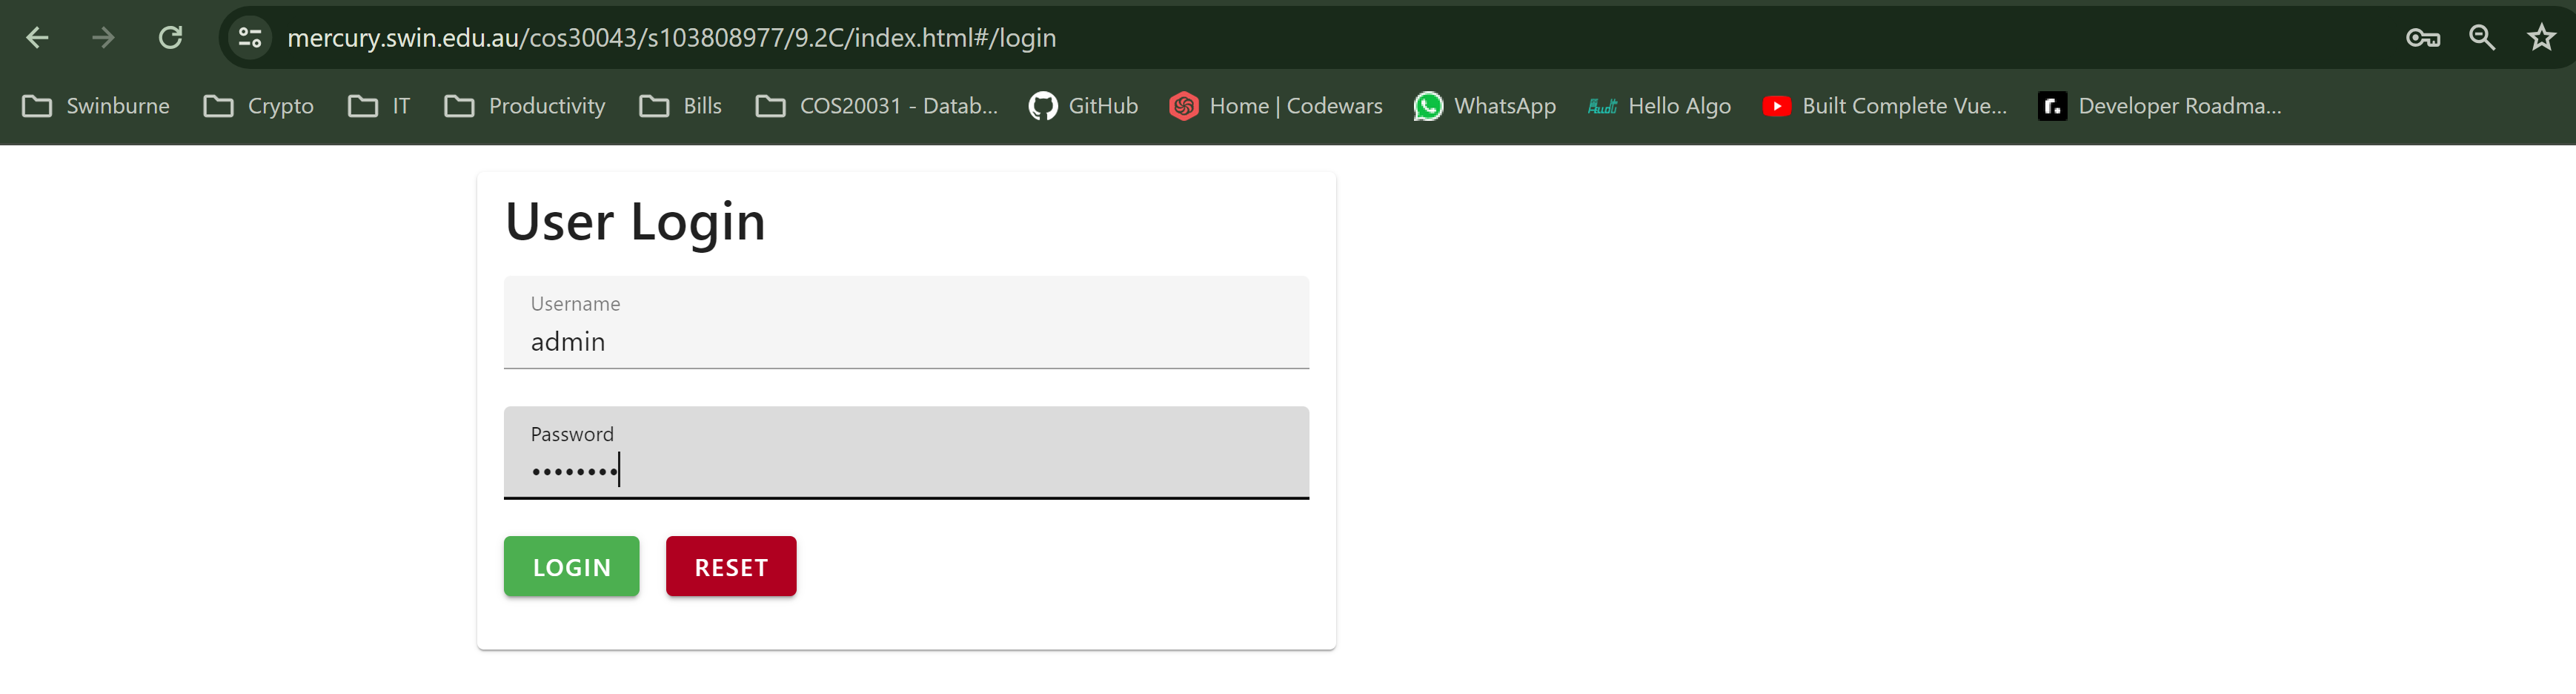 mercury.swin.edu.au/cos30043/s103808977/9.2C/index.html#/login
Swinburne Crypto IT Productivity Bills COS20031 - Datab... GitHub Home | Codewars WhatsApp Hello Algo Built Complete Vue... Developer Roadma...
User Login
Username
admin
Password
••••••••
LOGIN RESET